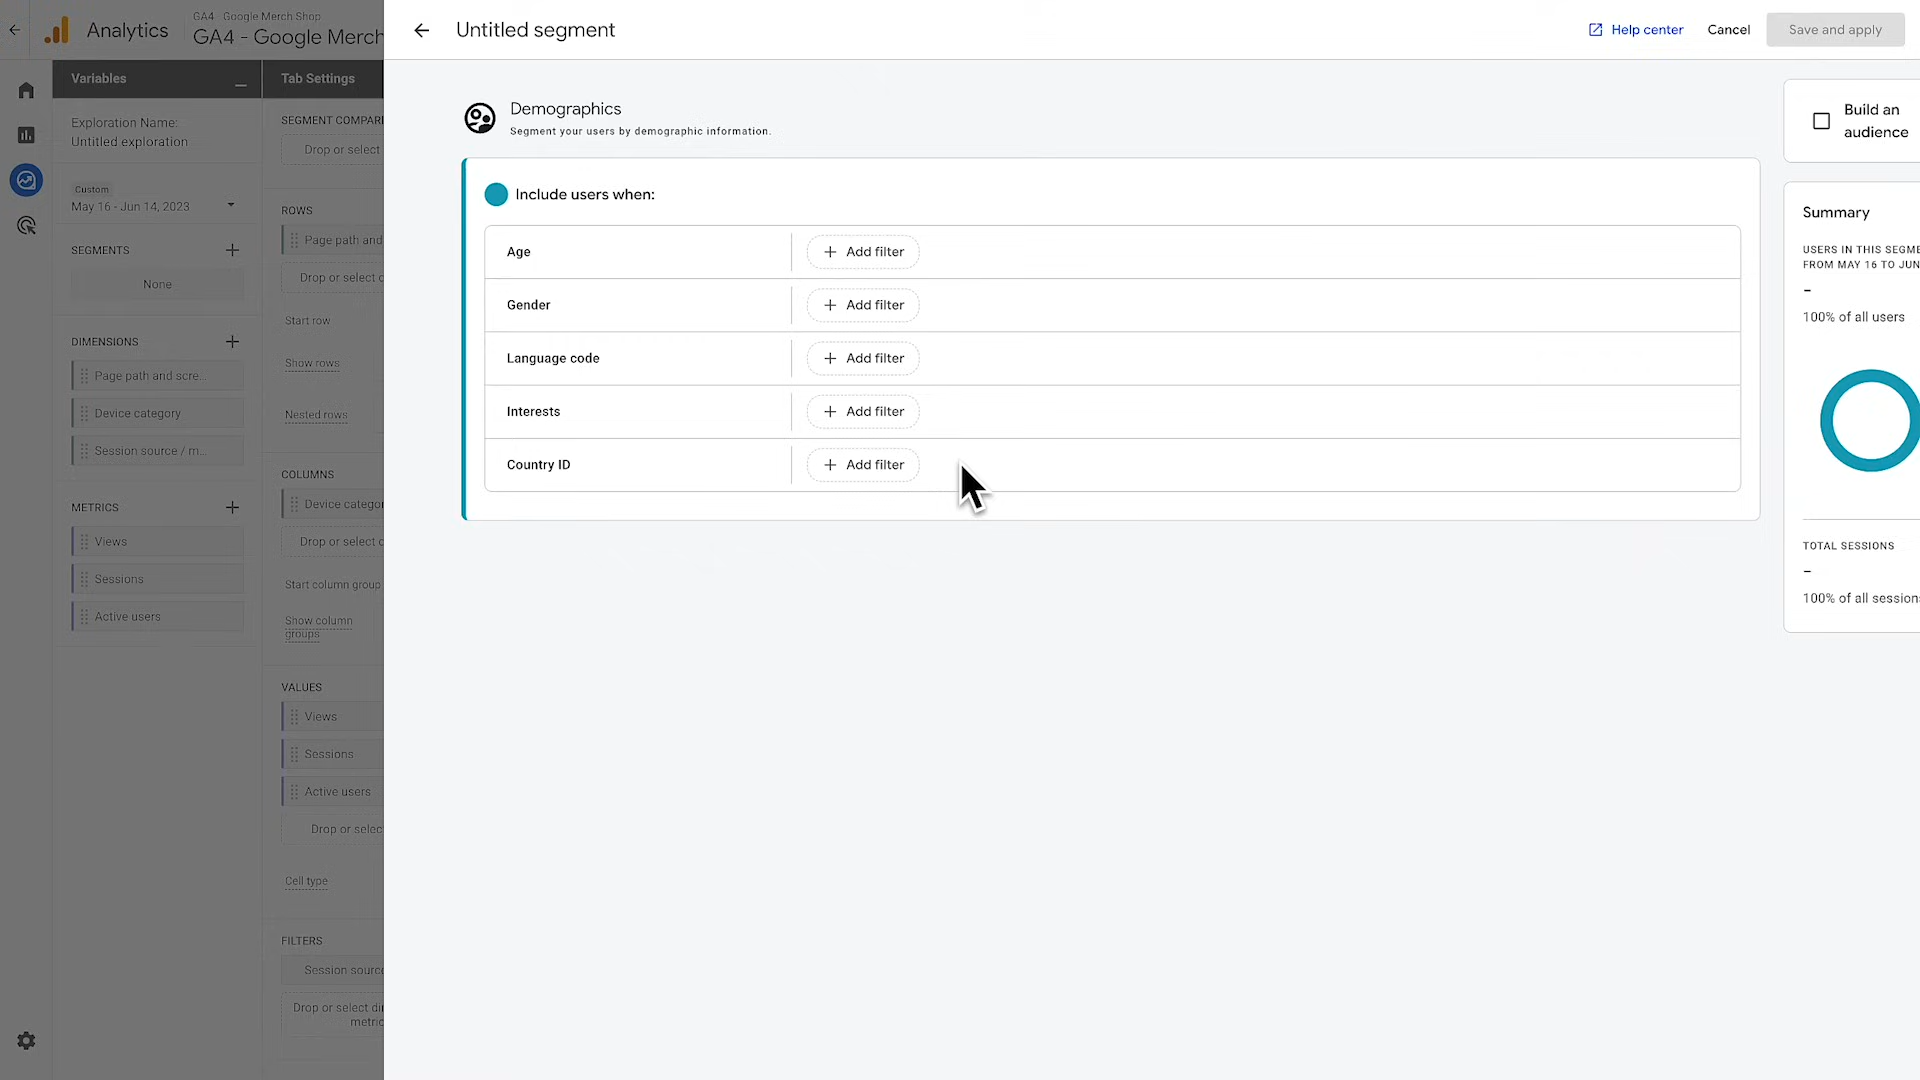 Analytics
GA4 - Google Merch Shop
GA4 - Google Merch
Untitled segment
Help center
Cancel
Save and apply
Variables
Tab Settings
Exploration Name:
Untitled exploration
Custom
May 16 - Jun 14, 2023
SEGMENTS
None
DIMENSIONS
Page path and scre...
Device category
Session source / m...
METRICS
Views
Sessions
Active users
SEGMENT COMPARI
Drop or select
ROWS
Page path and
Drop or select
Start row
Show rows
Nested rows
COLUMNS
Device catego
Drop or select
Start column group
Show column
groups
VALUES
Views
Sessions
Active users
Drop or selec
Cell type
FILTERS
Session source
Drop or select di
metric
Demographics
Segment your users by demographic information.
Include users when:
Age
Add filter
Gender
Add filter
Language code
Add filter
Interests
Add filter
Country ID
Add filter
Build an
audience
Summary
USERS IN THIS SEGME
FROM MAY 16 TO JUN
–
100% of all users
TOTAL SESSIONS
–
100% of all sessions